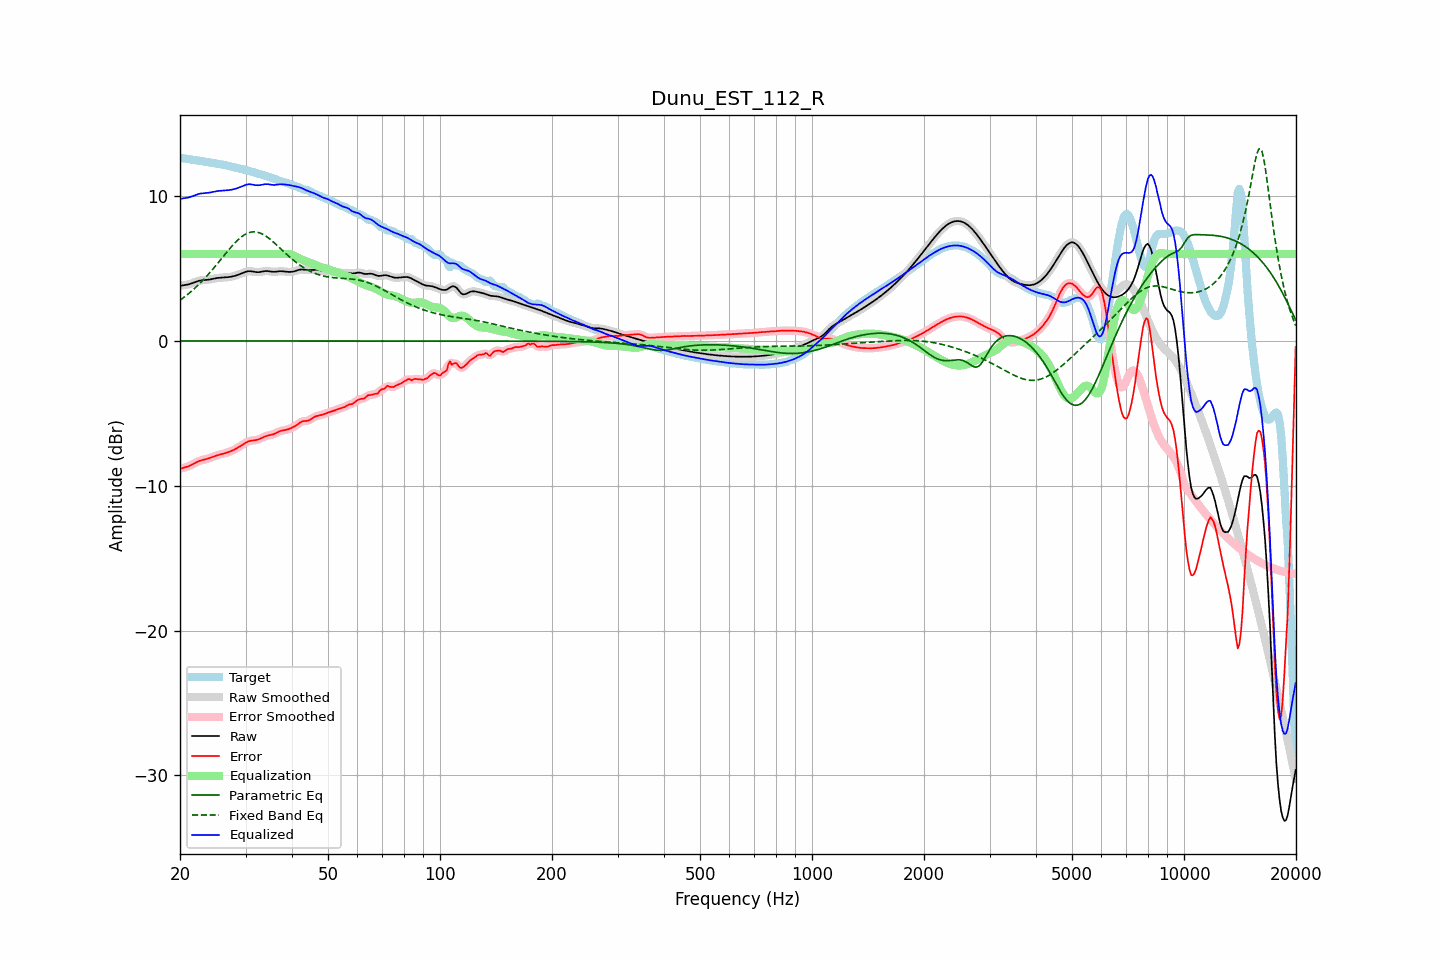 Dunu_EST_112_R
Amplitude (dBr)
10
0
−10
−20
−30
Target
Raw Smoothed
Error Smoothed
Raw
Error
Equalization
Parametric Eq
Fixed Band Eq
Equalized
20
50
100
200
500
1000
2000
5000
10000
20000
Frequency (Hz)